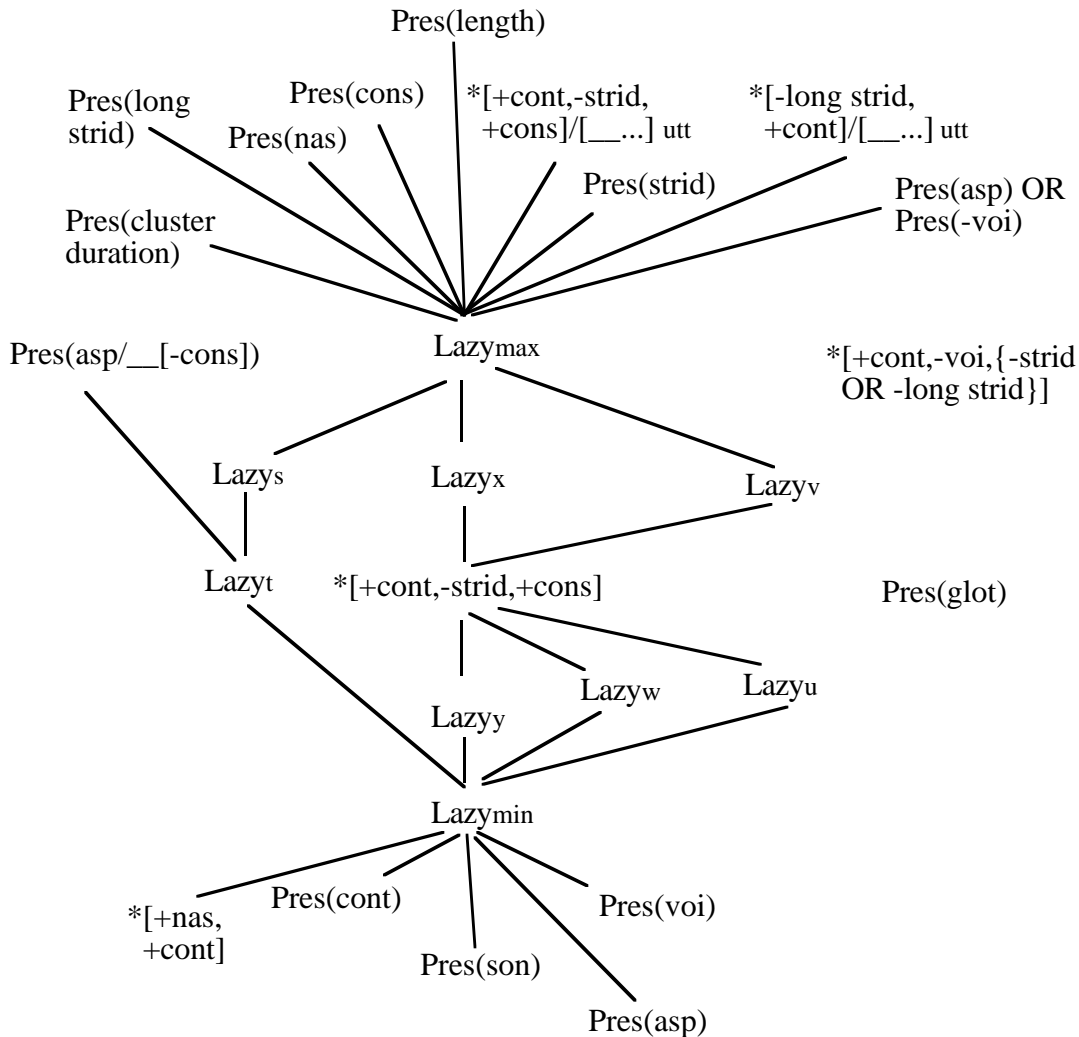 Pres(length)
Pres(long
strid)
Pres(cons)
*[+cont,-strid,
+cons]/[__...] utt
*[-long strid,
+cont]/[__...] utt
Pres(nas)
Pres(strid)
Pres(asp) OR
Pres(-voi)
Pres(cluster
duration)
Lazymax
Pres(asp/__[-cons])
*[+cont,-voi,{-strid
OR -long strid}]
Lazys
Lazyx
Lazyv
Lazyt
*[+cont,-strid,+cons]
Pres(glot)
Lazyw
Lazyu
Lazyy
Lazymin
*[+nas,
+cont]
Pres(cont)
Pres(voi)
Pres(son)
Pres(asp)